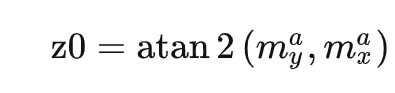 z0 = atan 2 (m_y^a, m_x^a)